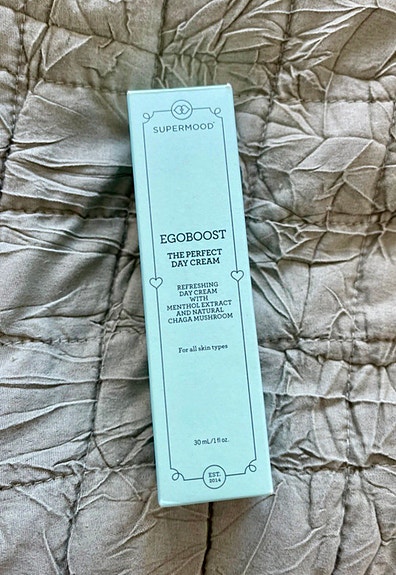 SUPERMOOD
EGOBOOST
THE PERFECT
DAY CREAM
REFRESHING
DAY CREAM
WITH
MENTHOL EXTRACT
AND NATURAL
CHAGA MUSHROOM
For all skin types
30 mL/1 fl oz.
EST.
2014